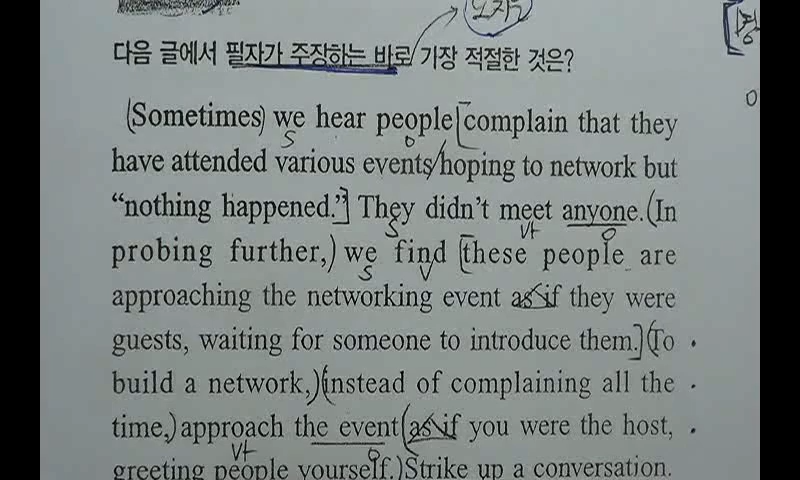 다음 글에서 필자가 주장하는 바로 기장 적절한 것은?
(Sometimes) we hear people [complain that they
S O
have attended various events/hoping to network but
“nothing happened.”] They didn’t meet anyone. (In
S Vt O
probing further,) we find [these people are
S V
approaching the networking event as if they were
guests, waiting for someone to introduce them.] (To
build a network,) (instead of complaining all the
time,) approach the event (as if you were the host,
Vt O
greeting people yourself.) Strike up a conversation.